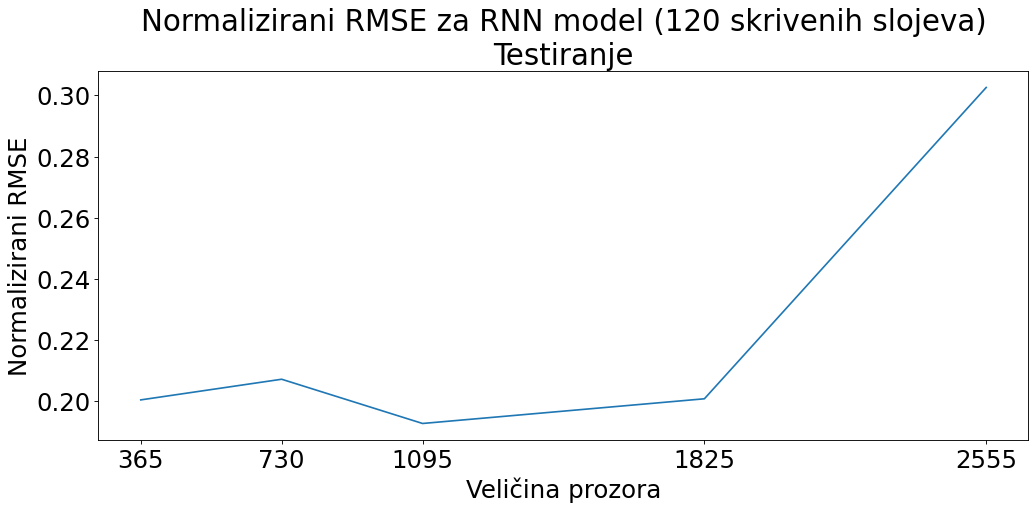 Normalizirani RMSE za RNN model (120 skrivenih slojeva)
Testiranje
Normalizirani RMSE
0.30
0.28
0.26
0.24
0.22
0.20
365 730 1095 1825 2555
Veličina prozora